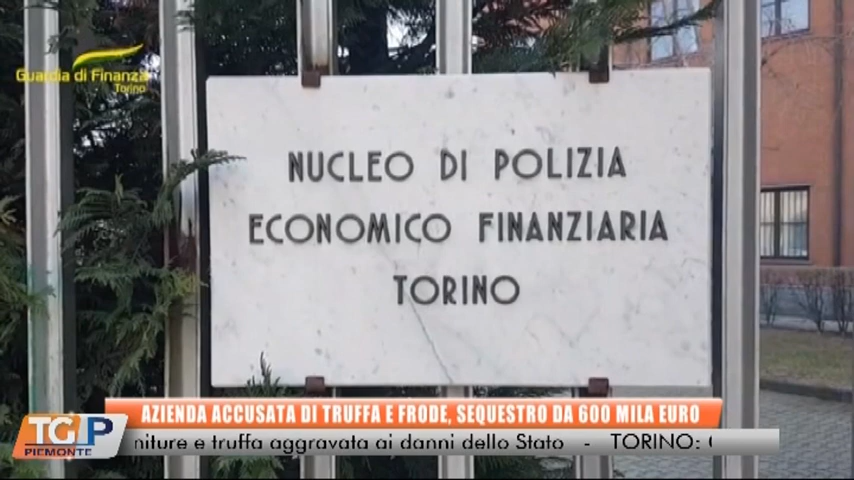 Guardia di Finanza
Torino
NUCLEO DI POLIZIA
ECONOMICO FINANZIARIA
TORINO
AZIENDA ACCUSATA DI TRUFFA E FRODE, SEQUESTRO DA 600 MILA EURO
TGP
PIEMONTE
niture e truffa aggravata ai danni dello Stato - TORINO: